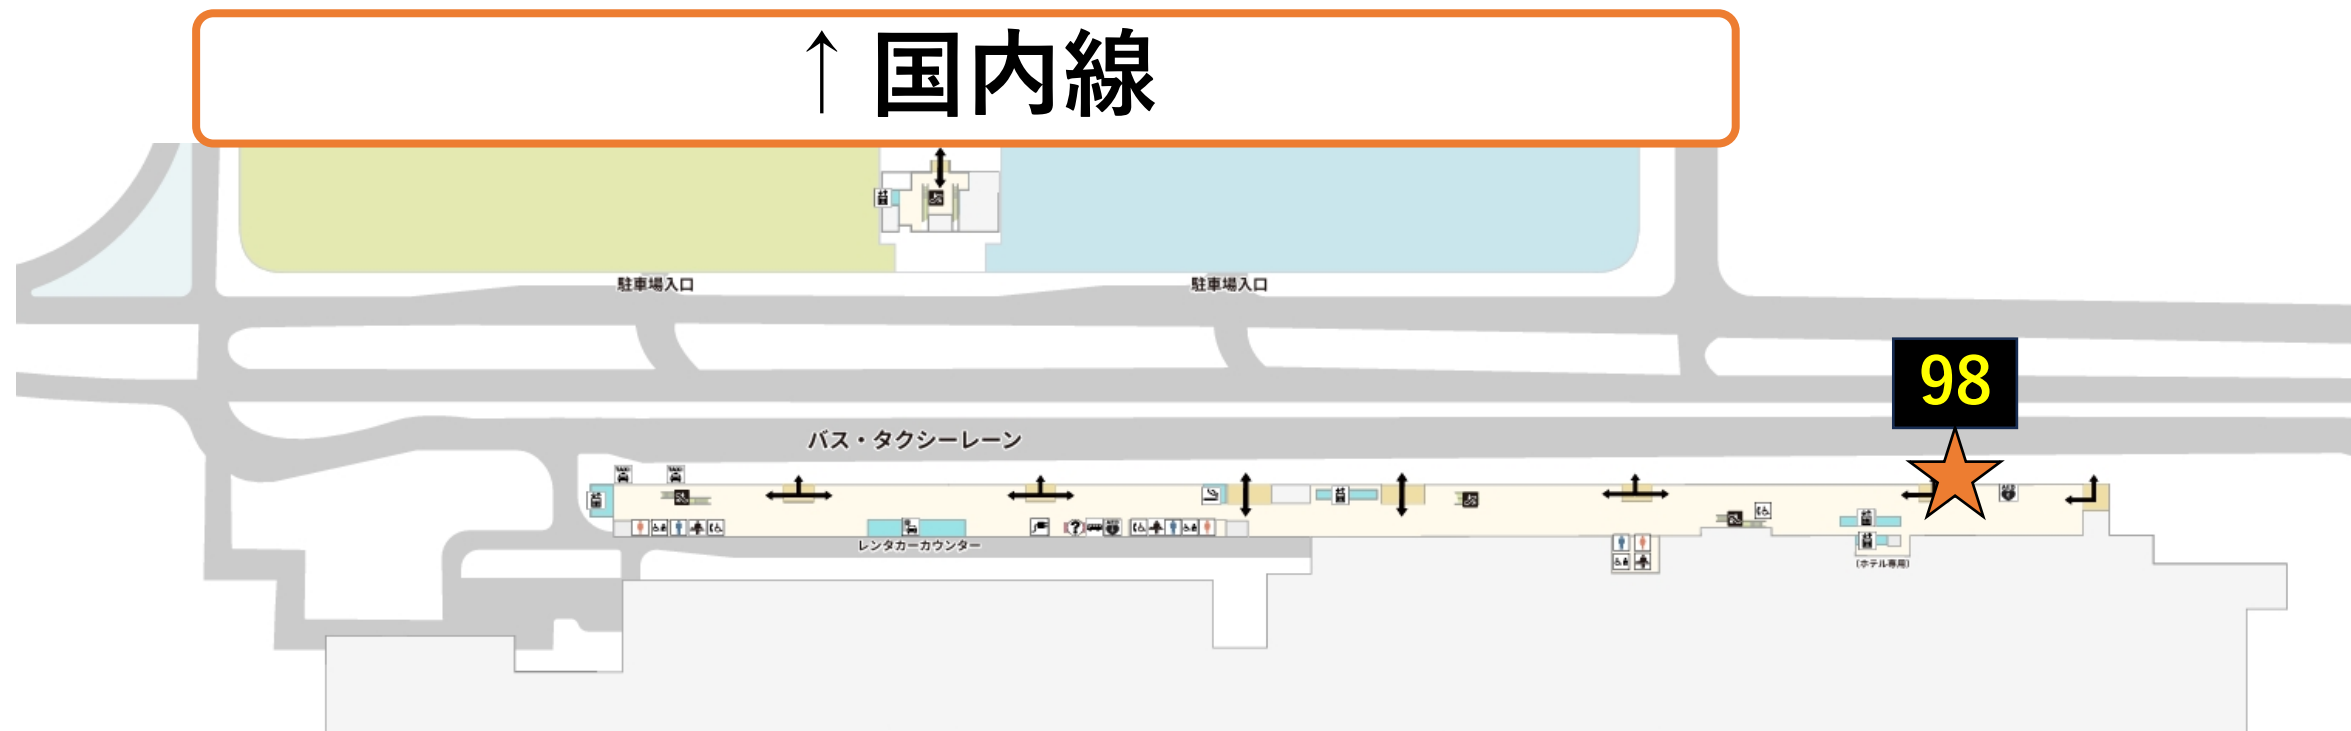 ↑ 国内線
駐車場入口
駐車場入口
98
バス・タクシーレーン
レンタカーカウンター
(ホテル専用)